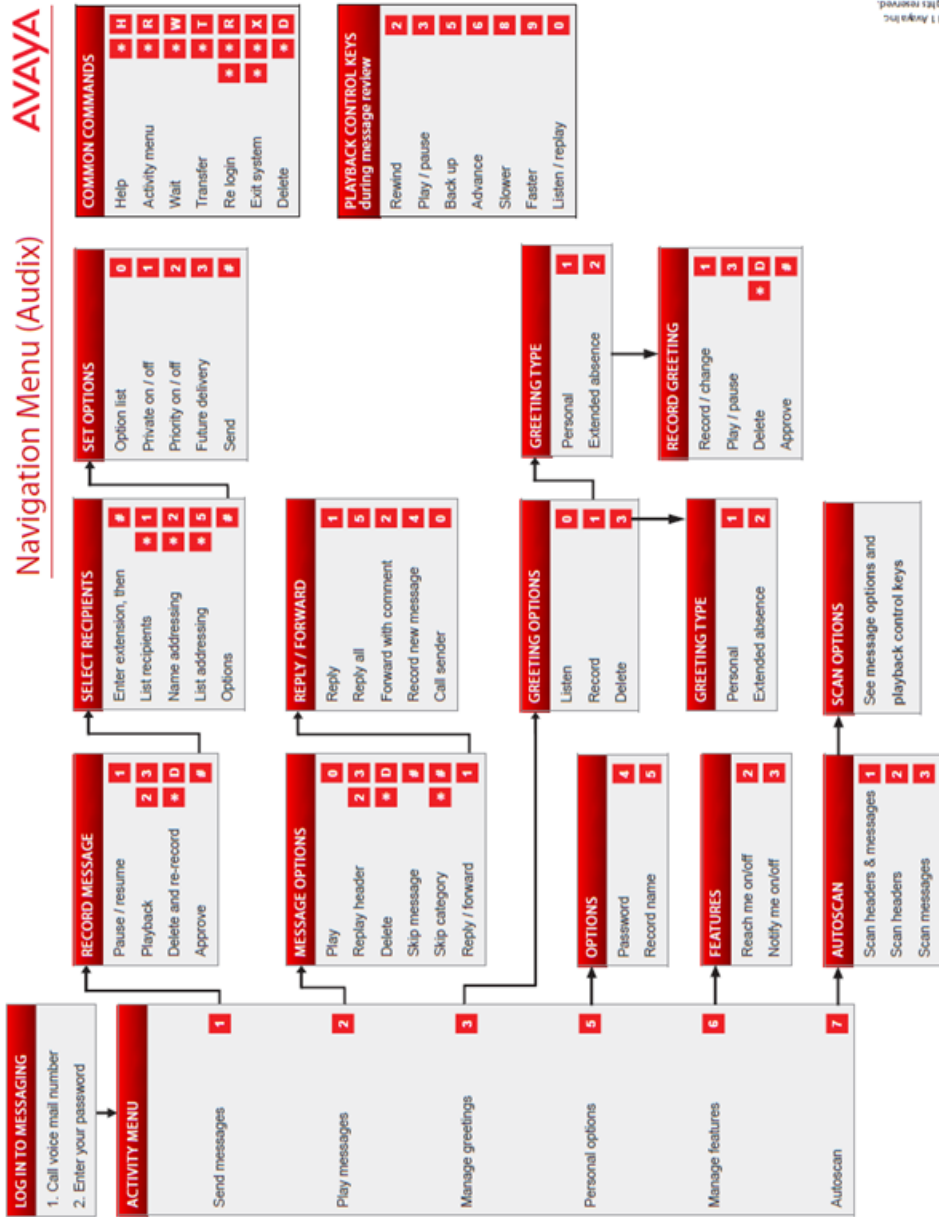 Navigation Menu (Audix)
AVAYA
LOG IN TO MESSAGING
1. Call voice mail number
2. Enter your password
ACTIVITY MENU
Send messages 1
Play messages 2
Manage greetings 3
Personal options 5
Manage features 6
Autoscan 7
RECORD MESSAGE
Pause / resume 1
Playback 2 3
Delete and re-record * D
Approve #
SELECT RECIPIENTS
Enter extension, then #
List recipients * 1
Name addressing * 2
List addressing * 5
Options #
SET OPTIONS
Option list 0
Private on / off 1
Priority on / off 2
Future delivery 3
Send #
COMMON COMMANDS
Help * H
Activity menu * R
Wait * W
Transfer * T
Re login * * R
Exit system * * X
Delete * D
MESSAGE OPTIONS
Play 0
Replay header 2 3
Delete * D
Skip message #
Skip category * #
Reply / forward 1
REPLY / FORWARD
Reply 1
Reply all 5
Forward with comment 2
Record new message 4
Call sender 0
PLAYBACK CONTROL KEYS
during message review
Rewind 2
Play / pause 3
Back up 5
Advance 6
Slower 8
Faster 9
Listen / replay 0
GREETING OPTIONS
Listen 0
Record 1
Delete 3
GREETING TYPE
Personal 1
Extended absence 2
RECORD GREETING
Record / change 1
Play / pause 3
Delete * D
Approve #
GREETING TYPE
Personal 1
Extended absence 2
OPTIONS
Password 4
Record name 5
FEATURES
Reach me on/off 2
Notify me on/off 3
AUTOSCAN
Scan headers & messages 1
Scan headers 2
Scan messages 3
SCAN OPTIONS
See message options and
playback control keys
1 Avaya Inc.
reserved.